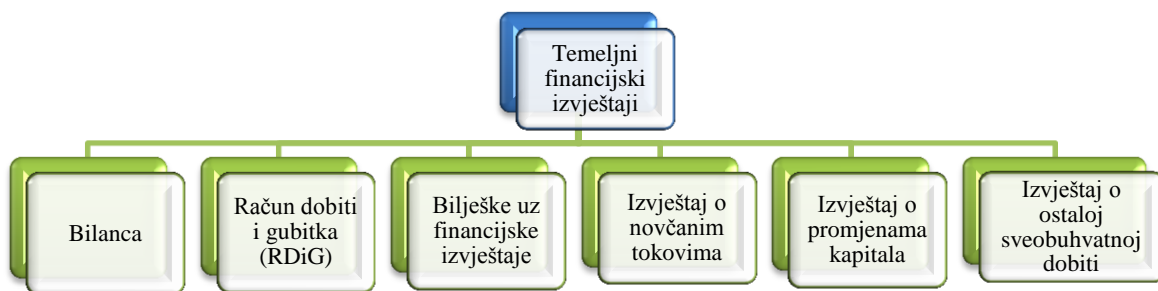 Temeljni
financijski
izvještaji
Bilanca
Račun dobiti
i gubitka
(RDiG)
Bilješke uz
financijske
izvještaje
Izvještaj o
novčanim
tokovima
Izvještaj o
promjenama
kapitala
Izvještaj o
ostaloj
sveobuhvatnoj
dobiti